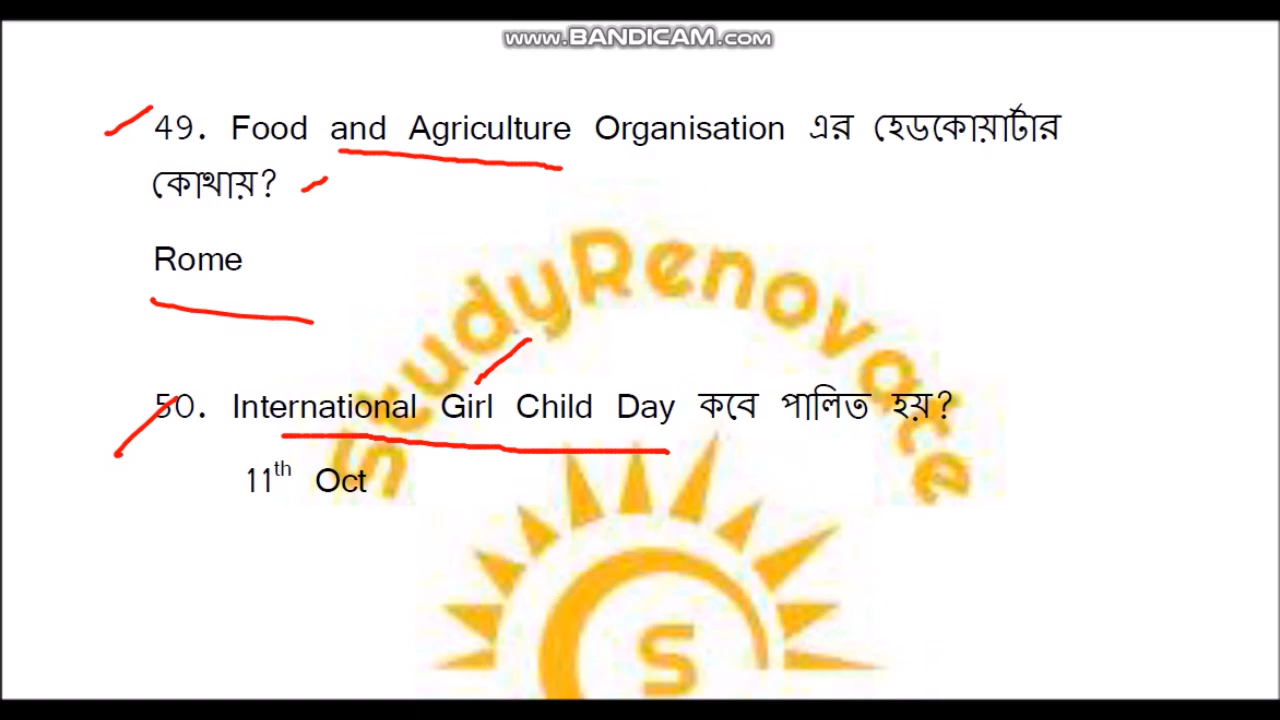 www.BANDICAM.com
49. Food and Agriculture Organisation এর হেডকোয়ার্টার
কোথায়?
Rome
StudyRenovate
50. International Girl Child Day কবে পালিত হয়?
11th Oct
S